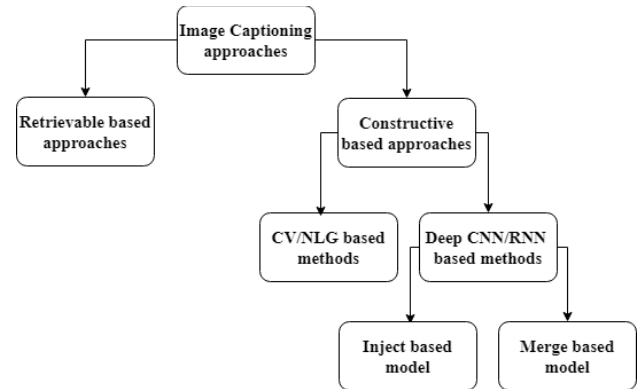 Image Captioning
approaches
Retrievable based
approaches
Constructive
based approaches
CV/NLG based
methods
Deep CNN/RNN
based methods
Inject based
model
Merge based
model